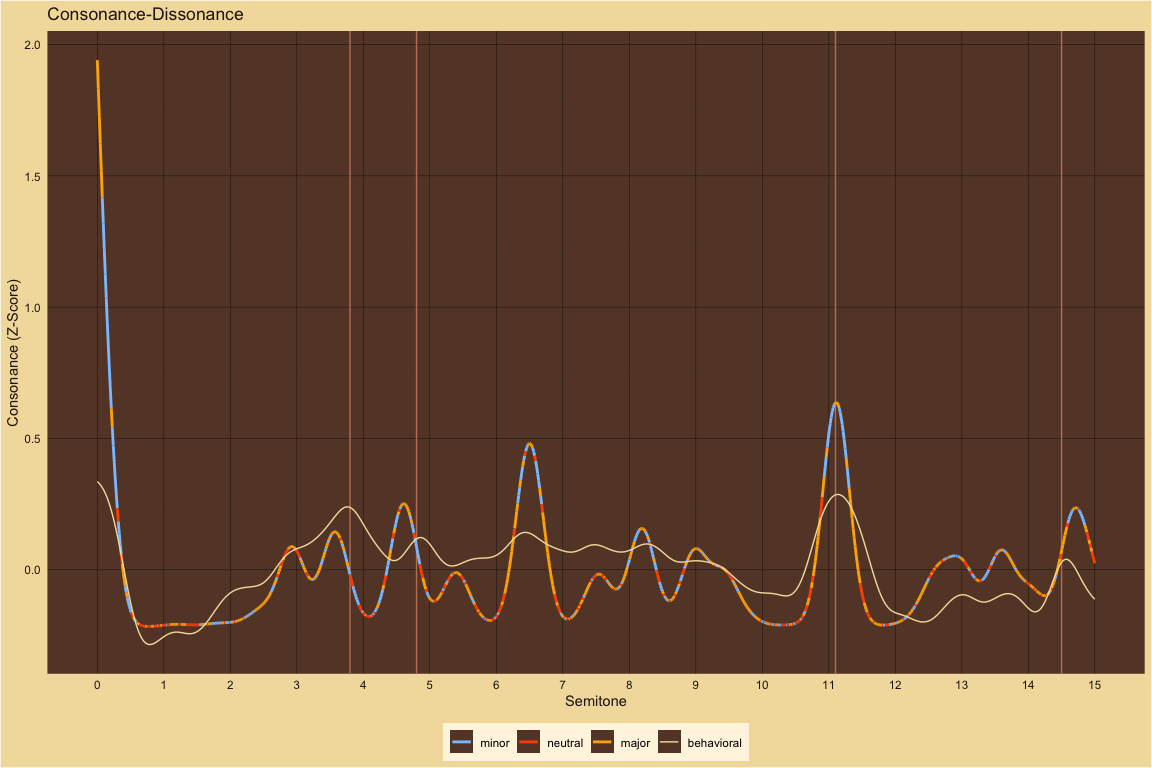 Consonance-Dissonance
Consonance (Z-Score)
2.0
1.5
1.0
0.5
0.0
0 1 2 3 4 5 6 7 8 9 10 11 12 13 14 15
Semitone
minor neutral major behavioral